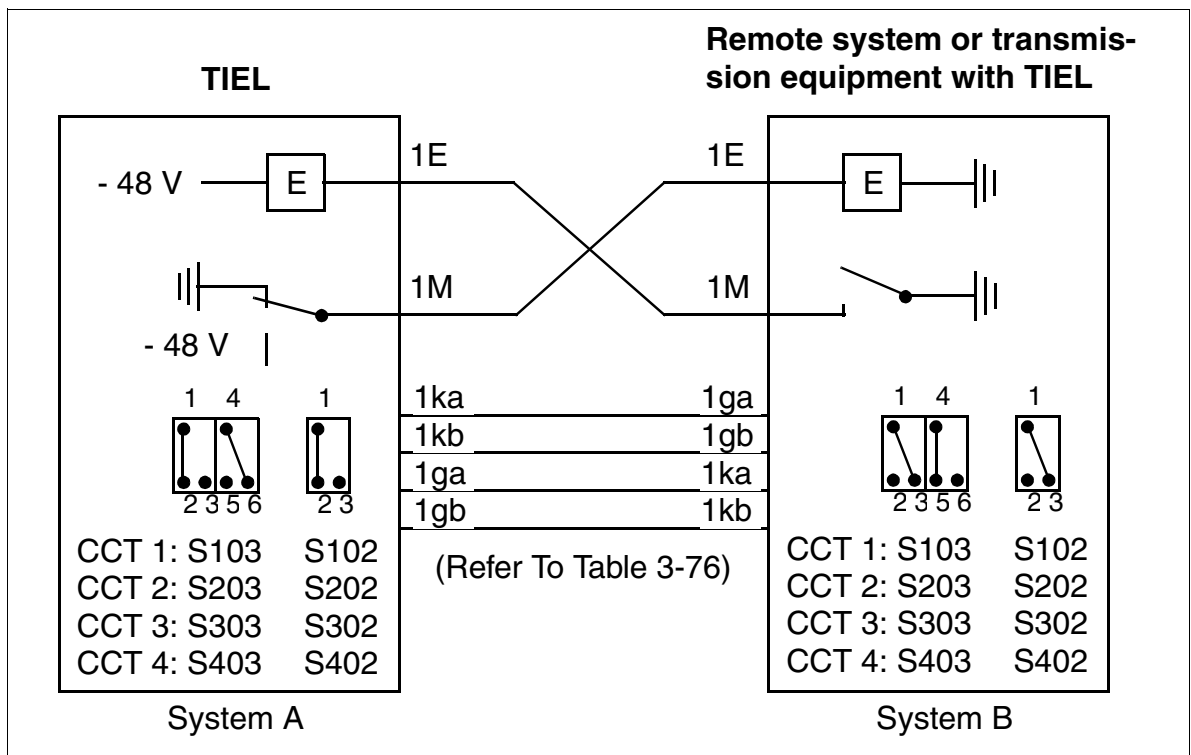 TIEL
Remote system or transmis-
sion equipment with TIEL
- 48 V
E
1E
1E
E
1M
1M
- 48 V
1 4 1
2 3 5 6 2 3
1ka 1ga
1kb 1gb
1ga 1ka
1gb 1kb
(Refer To Table 3-76)
1 4 1
2 3 5 6 2 3
CCT 1: S103 S102
CCT 2: S203 S202
CCT 3: S303 S302
CCT 4: S403 S402
CCT 1: S103 S102
CCT 2: S203 S202
CCT 3: S303 S302
CCT 4: S403 S402
System A
System B